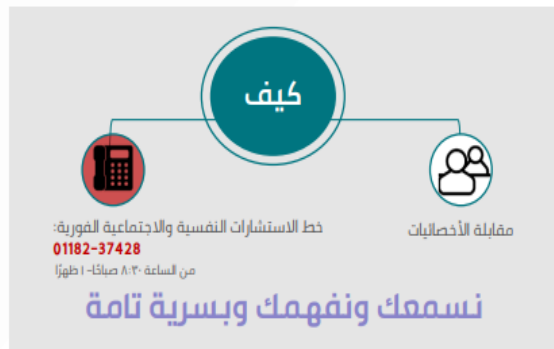 كيف
مقابلة الأخصائيات
خط الاستشارات النفسية والاجتماعية الفورية:
01182-37428
من الساعة ٨:٣٠ صباحًا- ١ ظهرًا
نسمعك ونفهمك وبسرية تامة